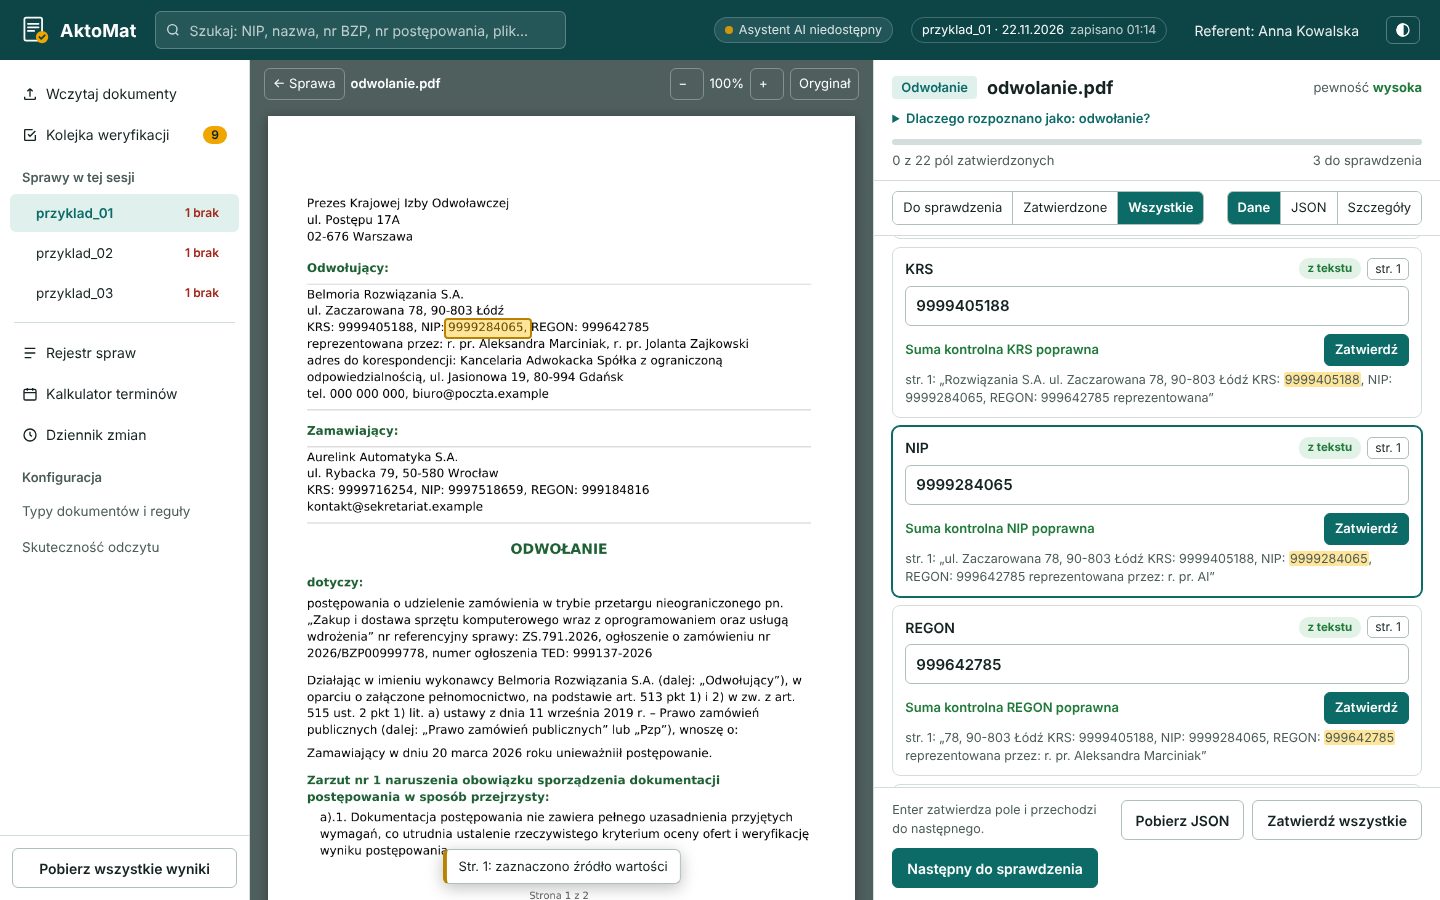 AktoMat
Szukaj: NIP, nazwa, nr BZP, nr postępowania, plik...
Asystent AI niedostępny
przyklad_01 · 22.11.2026 zapisano 01:14
Referent: Anna Kowalska
Wczytaj dokumenty
Kolejka weryfikacji 9
Sprawy w tej sesji
przyklad_01 1 brak
przyklad_02 1 brak
przyklad_03 1 brak
Rejestr spraw
Kalkulator terminów
Dziennik zmian
Konfiguracja
Typy dokumentów i reguły
Skuteczność odczytu
Pobierz wszystkie wyniki
← Sprawa odwolanie.pdf − 100% + Oryginał
Prezes Krajowej Izby Odwoławczej
ul. Postępu 17A
02-676 Warszawa
Odwołujący:
Belmoria Rozwiązania S.A.
ul. Zaczarowana 78, 90-803 Łódź
KRS: 9999405188, NIP: 9999284065, REGON: 999642785
reprezentowana przez: r. pr. Aleksandra Marciniak, r. pr. Jolanta Zajkowski
adres do korespondencji: Kancelaria Adwokacka Spółka z ograniczoną
odpowiedzialnością, ul. Jasionowa 19, 80-994 Gdańsk
tel. 000 000 000, biuro@poczta.example
Zamawiający:
Aurelink Automatyka S.A.
ul. Rybacka 79, 50-580 Wrocław
KRS: 9999716254, NIP: 9997518659, REGON: 999184816
kontakt@sekretariat.example
ODWOŁANIE
dotyczy:
postępowania o udzielenie zamówienia w trybie przetargu nieograniczonego pn.
„Zakup i dostawa sprzętu komputerowego wraz z oprogramowaniem oraz usługą
wdrożenia” nr referencyjny sprawy: ZS.791.2026, ogłoszenie o zamówieniu nr
2026/BZP00999778, numer ogłoszenia TED: 999137-2026
Działając w imieniu wykonawcy Belmoria Rozwiązania S.A. (dalej: „Odwołujący”), w
oparciu o załączone pełnomocnictwo, na podstawie art. 513 pkt 1) i 2) w zw. z art.
515 ust. 2 pkt 1) lit. a) ustawy z dnia 11 września 2019 r. – Prawo zamówień
publicznych (dalej: „Prawo zamówień publicznych” lub „Pzp”), wnoszę o:
Zamawiający w dniu 20 marca 2026 roku unieważnił postępowanie.
Zarzut nr 1 naruszenia obowiązku sporządzenia dokumentacji
postępowania w sposób przejrzysty:
a).1. Dokumentacja postępowania nie zawiera pełnego uzasadnienia przyjętych
wymagań, co utrudnia ustalenie rzeczywistego kryterium oceny ofert i weryfikację
wyniku postępowania
Str. 1: zaznaczono źródło wartości
Strona 1 z 2
Odwołanie odwolanie.pdf pewność wysoka
Dlaczego rozpoznano jako: odwołanie?
0 z 22 pól zatwierdzonych 3 do sprawdzenia
Do sprawdzenia Zatwierdzone Wszystkie Dane JSON Szczegóły
KRS z tekstu str. 1
9999405188
Suma kontrolna KRS poprawna Zatwierdź
str. 1: „Rozwiązania S.A. ul. Zaczarowana 78, 90-803 Łódź KRS: 9999405188, NIP:
9999284065, REGON: 999642785 reprezentowana”
NIP z tekstu str. 1
9999284065
Suma kontrolna NIP poprawna Zatwierdź
str. 1: „ul. Zaczarowana 78, 90-803 Łódź KRS: 9999405188, NIP: 9999284065,
REGON: 999642785 reprezentowana przez: r. pr. Al”
REGON z tekstu str. 1
999642785
Suma kontrolna REGON poprawna Zatwierdź
str. 1: „78, 90-803 Łódź KRS: 9999405188, NIP: 9999284065, REGON: 999642785
reprezentowana przez: r. pr. Aleksandra Marciniak”
Enter zatwierdza pole i przechodzi
do następnego.
Pobierz JSON Zatwierdź wszystkie
Następny do sprawdzenia